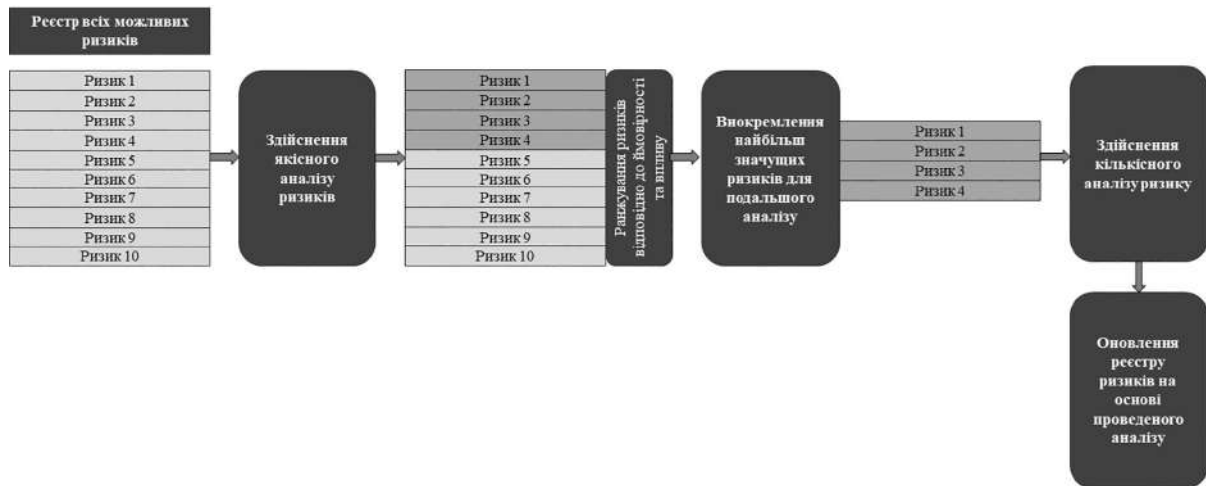 Реєстр всіх можливих
ризиків
Ризик 1
Ризик 2
Ризик 3
Ризик 4
Ризик 5
Ризик 6
Ризик 7
Ризик 8
Ризик 9
Ризик 10
Здійснення
якісного
аналізу
ризиків
Ризик 1
Ризик 2
Ризик 3
Ризик 4
Ризик 5
Ризик 6
Ризик 7
Ризик 8
Ризик 9
Ризик 10
Ранжування ризиків
відповідно до ймовірності
та впливу
Виокремлення
найбільш
значущих
ризиків для
подальшого
аналізу
Ризик 1
Ризик 2
Ризик 3
Ризик 4
Здійснення
кількісного
аналізу ризику
Оновлення
реєстру
ризиків на
основі
проведеного
аналізу